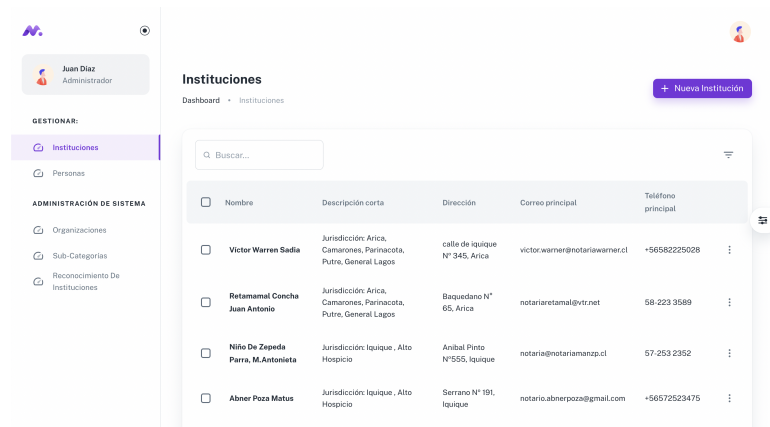 Juan Díaz
Administrador
GESTIONAR:
Instituciones
Personas
ADMINISTRACIÓN DE SISTEMA
Organizaciones
Sub-Categorías
Reconocimiento De
Instituciones
Instituciones
Dashboard • Instituciones
+ Nueva Institución
Buscar...
Nombre
Descripción corta
Dirección
Correo principal
Teléfono
principal
Victor Warren Sadia
Jurisdicción: Arica,
Camarones, Parinacota,
Putre, General Lagos
calle de iquique
Nº 345, Arica
victor.warner@notariawarner.cl
+56582225028
Retamamal Concha
Juan Antonio
Jurisdicción: Arica,
Camarones, Parinacota,
Putre, General Lagos
Baquedano N°
65, Arica
notariaretamal@vtr.net
58-223 3589
Niño De Zepeda
Parra, M.Antonieta
Jurisdicción: Iquique , Alto
Hospicio
Anibal Pinto
Nº555, Iquique
notaria@notariamanzp.cl
57-253 2352
Abner Poza Matus
Jurisdicción: Iquique , Alto
Hospicio
Serrano Nº 191,
Iquique
notario.abnerpoza@gmail.com
+56572523475